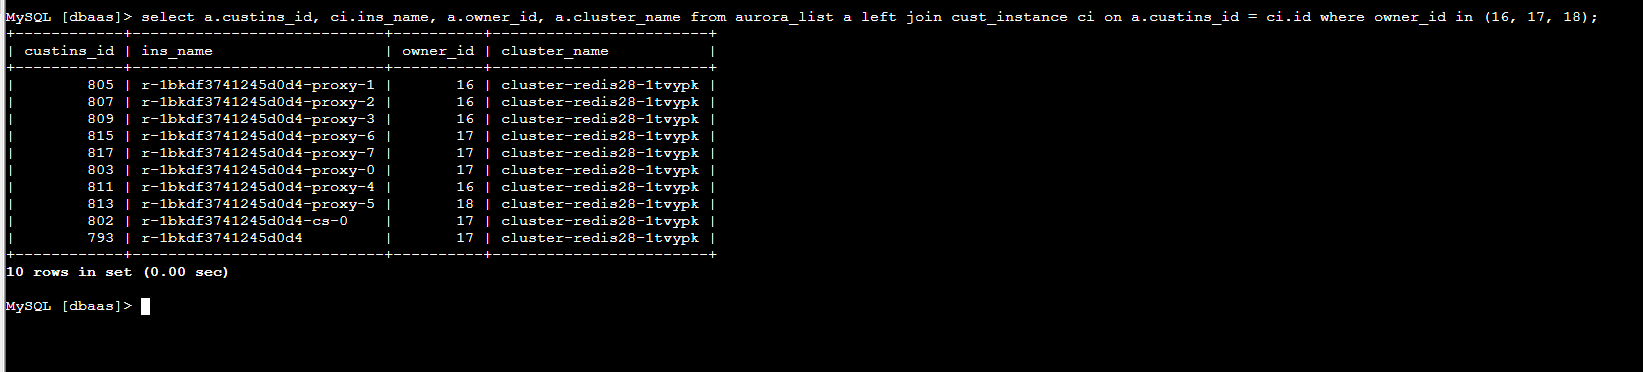 MySQL [dbaas]> select a.custins_id, ci.ins_name, a.owner_id, a.cluster_name from aurora_list a left join cust_instance ci on a.custins_id = ci.id where owner_id in (16, 17, 18);
+------------+------------------------------+----------+--------------------------+
| custins_id | ins_name                     | owner_id | cluster_name             |
+------------+------------------------------+----------+--------------------------+
|        805 | r-1bkdf3741245d0d4-proxy-1 |       16 | cluster-redis28-1tvypk |
|        807 | r-1bkdf3741245d0d4-proxy-2 |       16 | cluster-redis28-1tvypk |
|        809 | r-1bkdf3741245d0d4-proxy-3 |       16 | cluster-redis28-1tvypk |
|        815 | r-1bkdf3741245d0d4-proxy-6 |       17 | cluster-redis28-1tvypk |
|        817 | r-1bkdf3741245d0d4-proxy-7 |       17 | cluster-redis28-1tvypk |
|        803 | r-1bkdf3741245d0d4-proxy-0 |       17 | cluster-redis28-1tvypk |
|        811 | r-1bkdf3741245d0d4-proxy-4 |       16 | cluster-redis28-1tvypk |
|        813 | r-1bkdf3741245d0d4-proxy-5 |       18 | cluster-redis28-1tvypk |
|        802 | r-1bkdf3741245d0d4-cs-0    |       17 | cluster-redis28-1tvypk |
|        793 | r-1bkdf3741245d0d4         |       17 | cluster-redis28-1tvypk |
+------------+------------------------------+----------+--------------------------+
10 rows in set (0.00 sec)
MySQL [dbaas]>